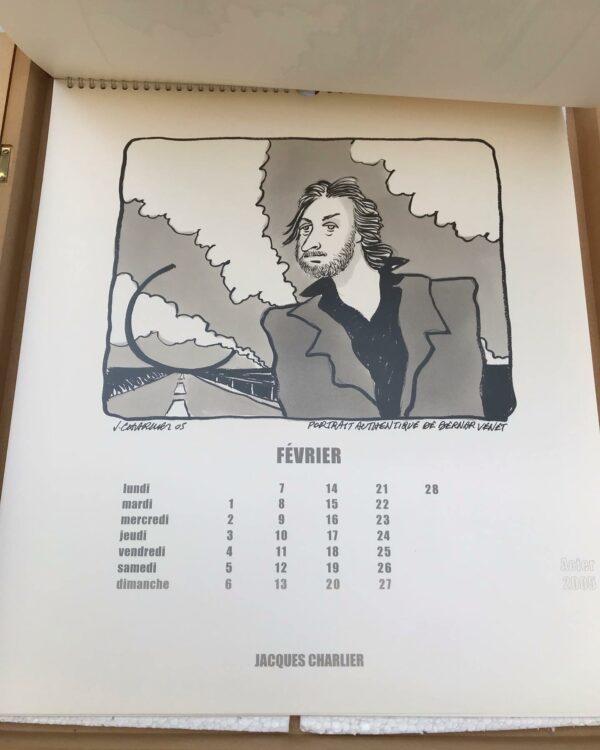 J. CHARLIER 05
PORTRAIT AUTHENTIQUE DE BERNAR VENET
FÉVRIER
lundi 7 14 21 28
mardi 1 8 15 22
mercredi 2 9 16 23
jeudi 3 10 17 24
vendredi 4 11 18 25
samedi 5 12 19 26
dimanche 6 13 20 27
Acier
2005
JACQUES CHARLIER